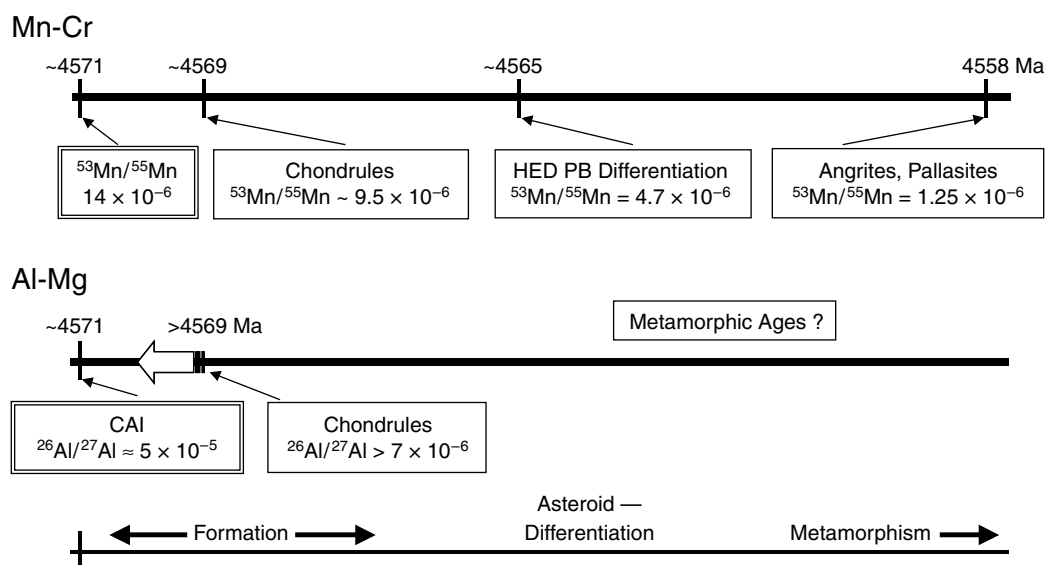 Mn-Cr
~4571 ~4569 ~4565 4558 Ma
⁵³Mn/⁵⁵Mn
14 × 10⁻⁶
Chondrules
⁵³Mn/⁵⁵Mn ~ 9.5 × 10⁻⁶
HED PB Differentiation
⁵³Mn/⁵⁵Mn = 4.7 × 10⁻⁶
Angrites, Pallasites
⁵³Mn/⁵⁵Mn = 1.25 × 10⁻⁶
Al-Mg
~4571 >4569 Ma
Metamorphic Ages ?
CAI
²⁶Al/²⁷Al ≈ 5 × 10⁻⁵
Chondrules
²⁶Al/²⁷Al > 7 × 10⁻⁶
Formation
Asteroid —
Differentiation
Metamorphism